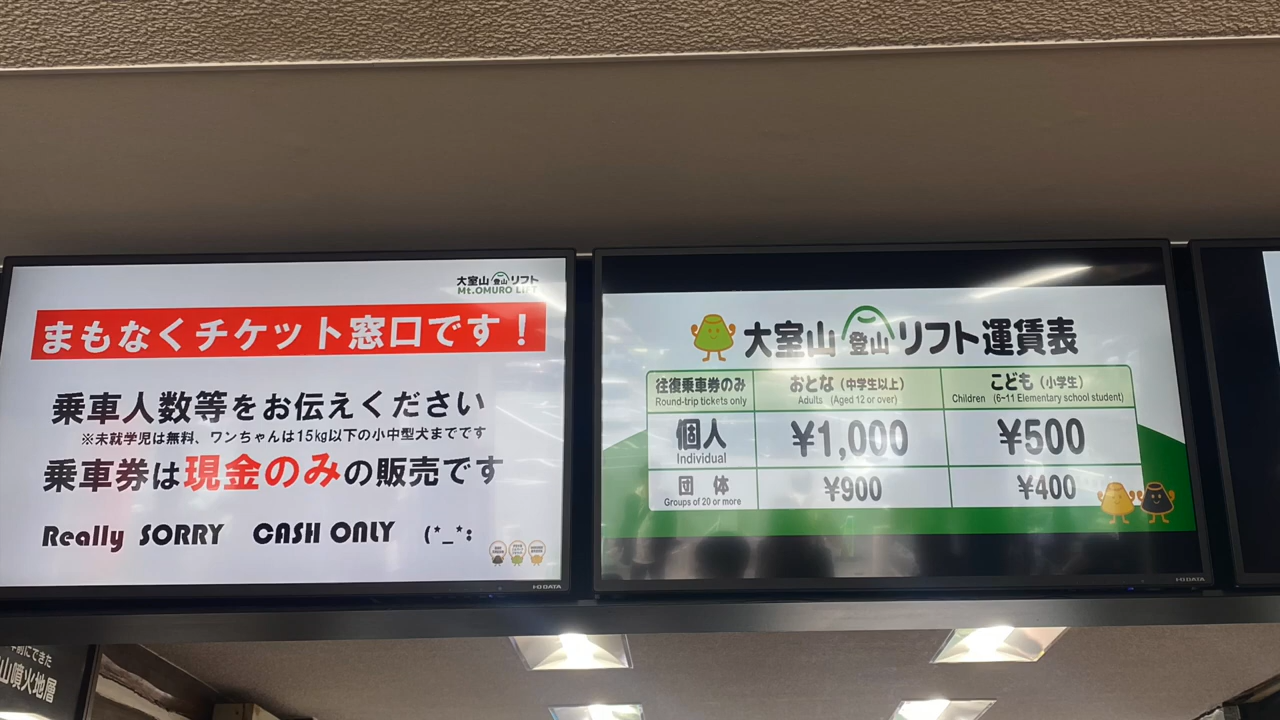 大室山登山リフト
Mt.OMURO LIFT
まもなくチケット窓口です！
乗車人数等をお伝えください
※未就学児は無料、ワンちゃんは15kg以下の小中型犬までです
乗車券は現金のみの販売です
Really SORRY CASH ONLY (*_*;
I-O DATA
大室山登山リフト運賃表
往復乗車券のみ おとな（中学生以上） こども（小学生）
Round-trip tickets only Adults (Aged 12 or over) Children (6~11 Elementary school student)
個人 ¥1,000 ¥500
Individual
団体 ¥900 ¥400
Groups of 20 or more
I-O DATA
前にできた
山噴火地層